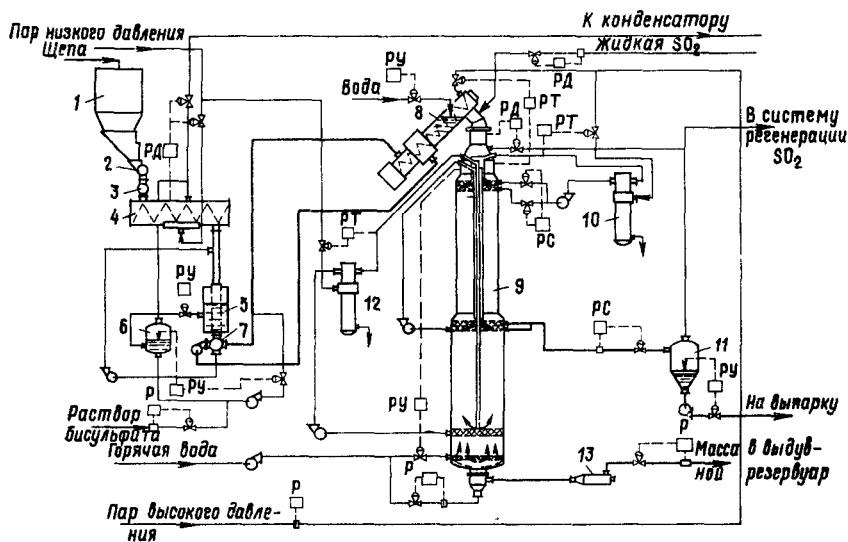 Пар низкого давления
Щепа
К конденсатору
Жидкая SO₂
РУ
РД
Вода
8
РД
РТ
РТ
В систему
регенерации
SO₂
1
2
3
РД
4
РТ
РС
10
9
12
РУ
5
6
7
РУ
РС
11
РУ
Р
На выпарку
Р
Раствор
бисульфата
Горячая вода
РУ
Р
Р
Масса в выдув-
ной резервуар
13
Р
Пар высокого давле-
ния